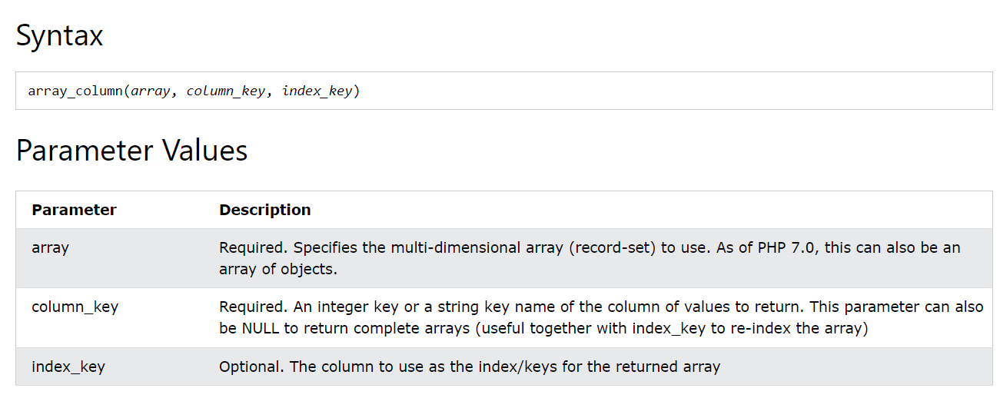 Syntax
array_column(array, column_key, index_key)
Parameter Values
Parameter Description
array Required. Specifies the multi-dimensional array (record-set) to use. As of PHP 7.0, this can also be an
array of objects.
column_key Required. An integer key or a string key name of the column of values to return. This parameter can also
be NULL to return complete arrays (useful together with index_key to re-index the array)
index_key Optional. The column to use as the index/keys for the returned array